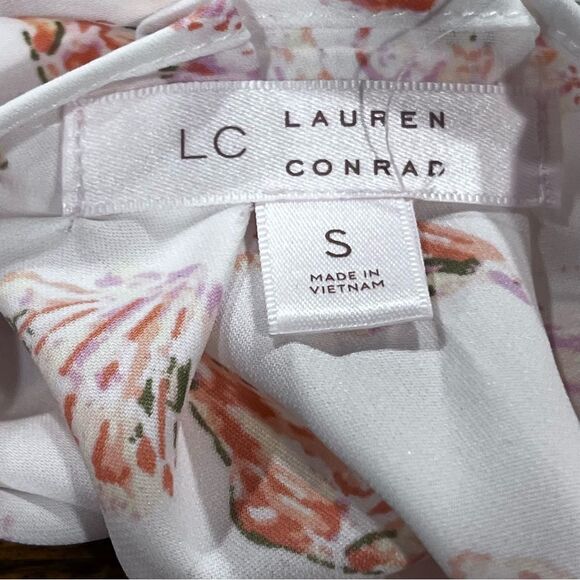 LC LAUREN
CONRAD
S
MADE IN
VIETNAM